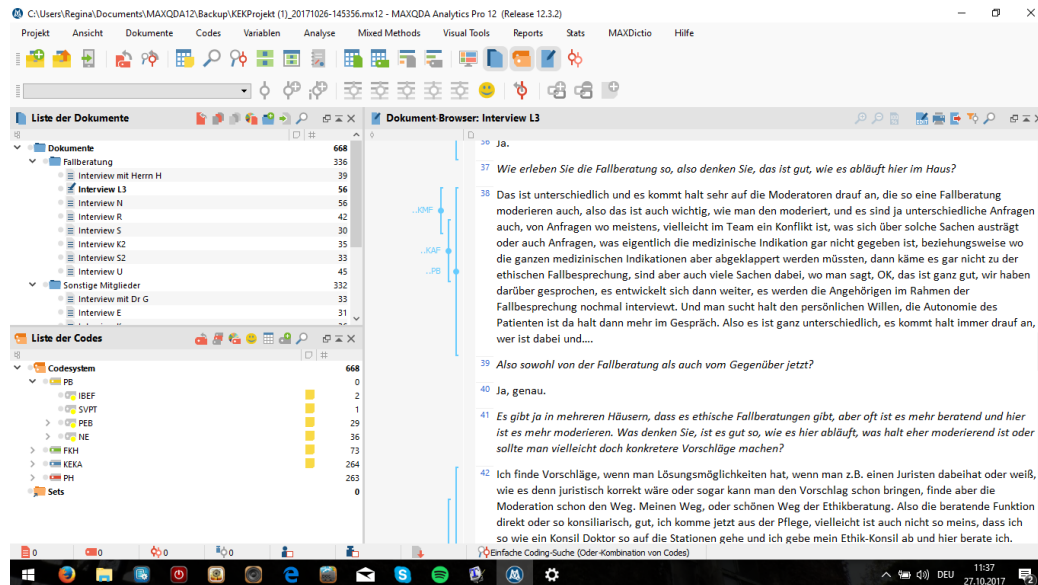 C:\Users\Regina\Documents\MAXQDA12\Backup\KEKProjekt (1)_20171026-145356.mx12 - MAXQDA Analytics Pro 12 (Release 12.3.2)
Projekt Ansicht Dokumente Codes Variablen Analyse Mixed Methods Visual Tools Reports Stats MAXDictio Hilfe
Liste der Dokumente
Dokumente 668
Fallberatung 336
Interview mit Herrn H 39
Interview L3 56
Interview N 56
Interview R 42
Interview S 30
Interview K2 35
Interview S2 33
Interview U 45
Sonstige Mitglieder 332
Interview mit Dr G 33
Interview E 31
Liste der Codes
#
Codesystem 668
PB 0
IBEF 2
SVPT 1
PEB 29
NE 36
FKH 73
KEKA 264
PH 263
Sets 0
Dokument-Browser: Interview L3
..KMF
..KAF
..PB
36 Ja.
37 Wie erleben Sie die Fallberatung so, also denken Sie, das ist gut, wie es abläuft hier im Haus?
38 Das ist unterschiedlich und es kommt halt sehr auf die Moderatoren drauf an, die so eine Fallberatung
moderieren auch, also das ist auch wichtig, wie man den moderiert, und es sind ja unterschiedliche Anfragen
auch, von Anfragen wo meistens, vielleicht im Team ein Konflikt ist, was sich über solche Sachen austrägt
oder auch Anfragen, was eigentlich die medizinische Indikation gar nicht gegeben ist, beziehungsweise wo
die ganzen medizinischen Indikationen aber abgeklappert werden müssten, dann käme es gar nicht zu der
ethischen Fallbesprechung, sind aber auch viele Sachen dabei, wo man sagt, OK, das ist ganz gut, wir haben
darüber gesprochen, es entwickelt sich dann weiter, es werden die Angehörigen im Rahmen der
Fallbesprechung nochmal interviewt. Und man sucht halt den persönlichen Willen, die Autonomie des
Patienten ist da halt dann mehr im Gespräch. Also es ist ganz unterschiedlich, es kommt halt immer drauf an,
wer ist dabei und....
39 Also sowohl von der Fallberatung als auch vom Gegenüber jetzt?
40 Ja, genau.
41 Es gibt ja in mehreren Häusern, dass es ethische Fallberatungen gibt, aber oft ist es mehr beratend und hier
ist es mehr moderieren. Was denken Sie, ist es gut so, wie es hier abläuft, was halt eher moderierend ist oder
sollte man vielleicht doch konkretere Vorschläge machen?
42 Ich finde Vorschläge, wenn man Lösungsmöglichkeiten hat, wenn man z.B. einen Juristen dabeihat oder weiß,
wie es denn juristisch korrekt wäre oder sogar kann man den Vorschlag schon bringen, finde aber die
Moderation schon den Weg. Meinen Weg, oder schönen Weg der Ethikberatung. Also die beratende Funktion
direkt oder so konsiliarisch, gut, ich komme jetzt aus der Pflege, vielleicht ist auch nicht so meins, dass ich
so wie ein Konsil Doktor so auf die Stationen gehe und ich gebe mein Ethik-Konsil ab und hier berate ich.
0 0 0 0 Einfache Coding-Suche (Oder-Kombination von Codes)
DEU 11:37
27.10.2017